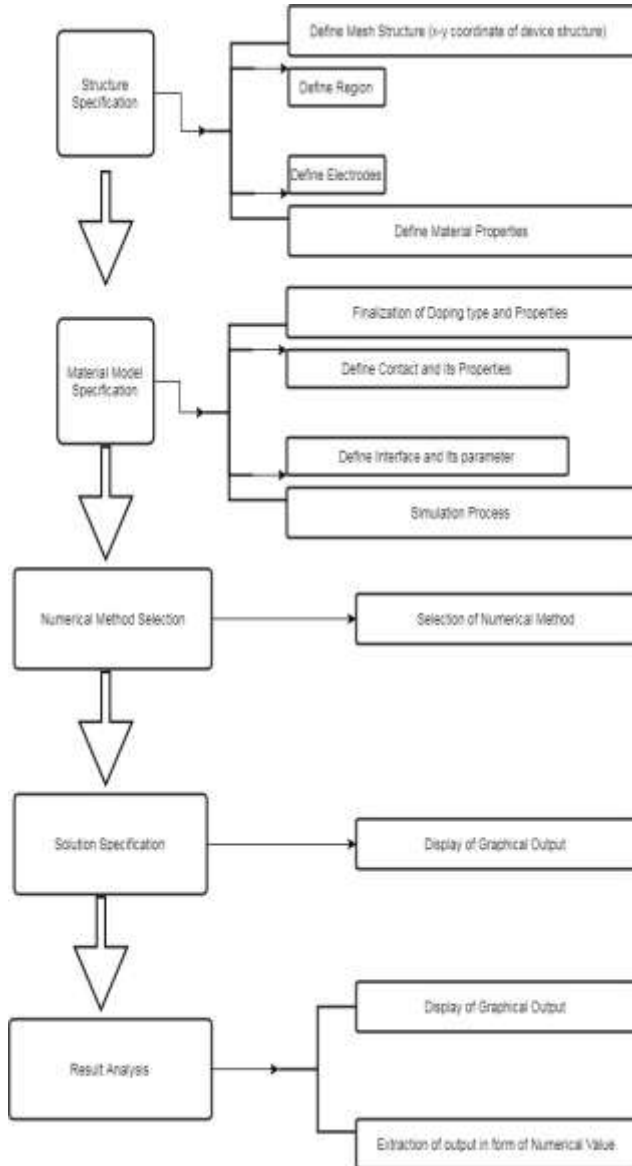 Structure
Specification
Define Mesh Structure (x-y coordinate of device structure)
Define Region
Define Electrodes
Define Material Properties
Material Model
Specification
Finalization of Doping type and Properties
Define Contact and its Properties
Define Interface and Its parameter
Simulation Process
Numerical Method Selection
Selection of Numerical Method
Solution Specification
Display of Graphical Output
Result Analysis
Display of Graphical Output
Extraction of output in form of Numerical Value